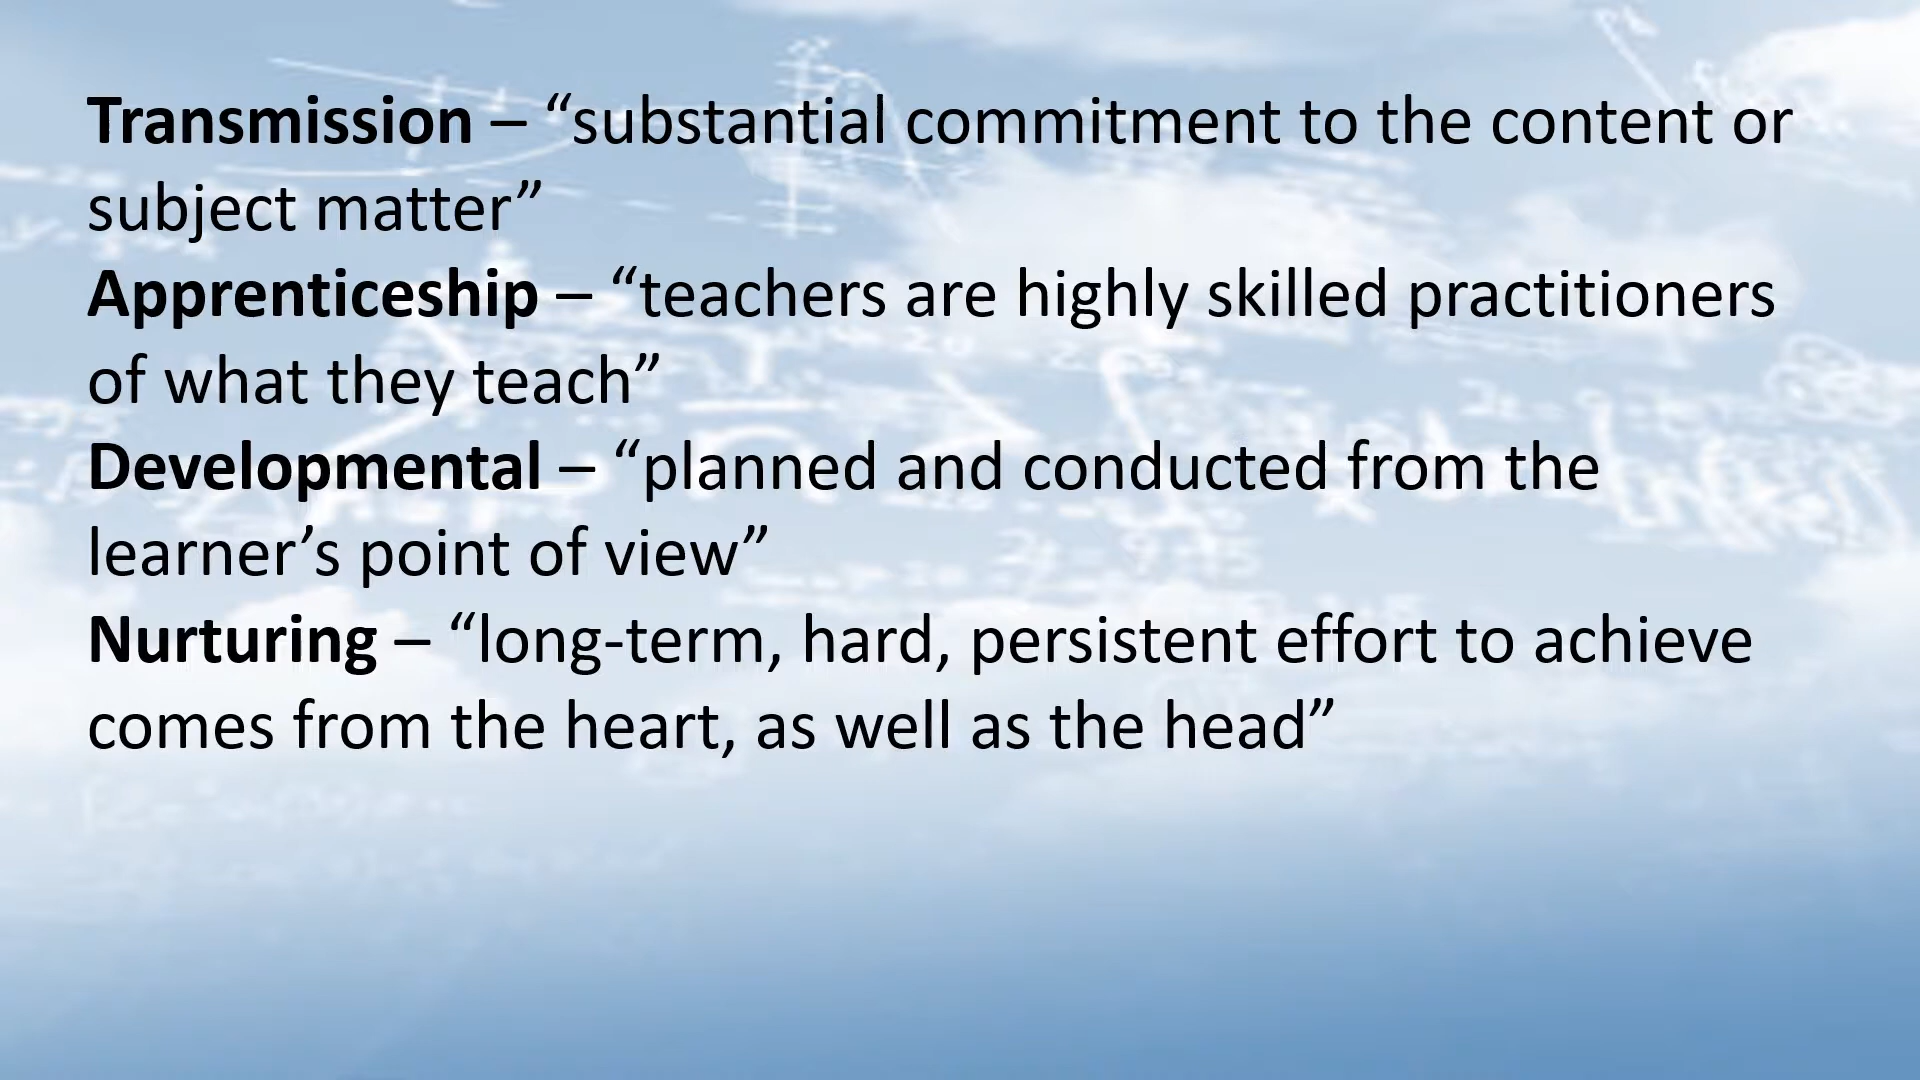 Transmission – “substantial commitment to the content or
subject matter”
Apprenticeship – “teachers are highly skilled practitioners
of what they teach”
Developmental – “planned and conducted from the
learner’s point of view”
Nurturing – “long-term, hard, persistent effort to achieve
comes from the heart, as well as the head”